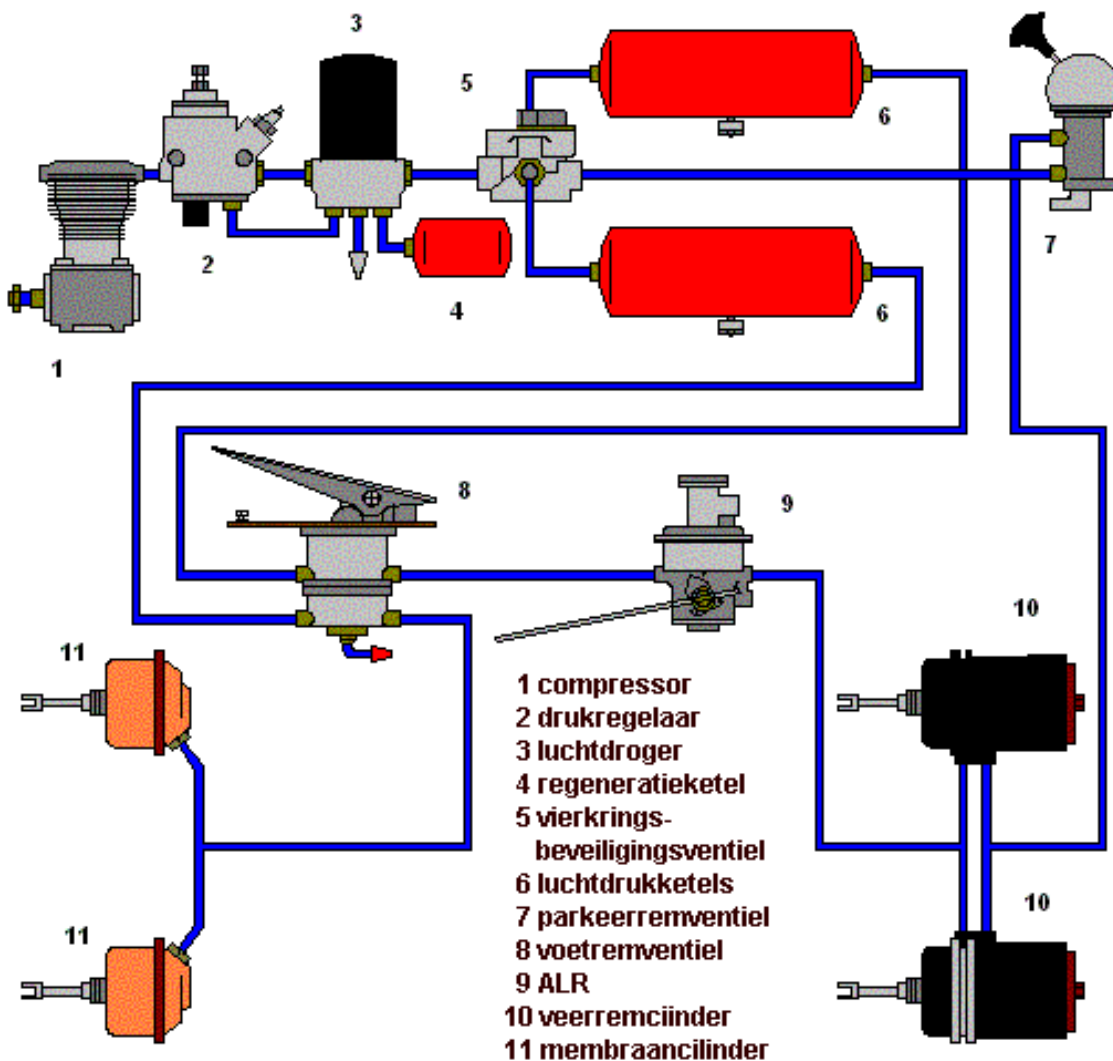 3
5
6
2
4
7
6
1
8
9
10
11
1 compressor
2 drukregelaar
3 luchtdroger
4 regeneratieketel
5 vierkrings-
beveiligingsventiel
6 luchtdrukketels
7 parkeerremventiel
8 voetremventiel
9 ALR
10 veerremciinder
11 membraancilinder
10
11